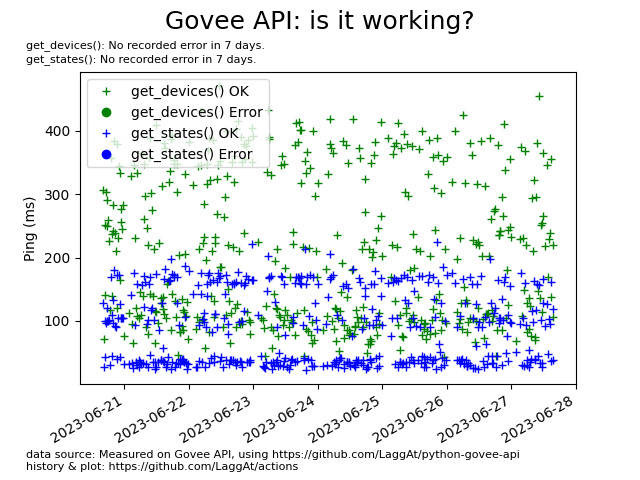 Govee API: is it working?
get_devices(): No recorded error in 7 days.
get_states(): No recorded error in 7 days.
get_devices() OK
get_devices() Error
get_states() OK
get_states() Error
Ping (ms)
400
300
200
100
2023-06-21
2023-06-22
2023-06-23
2023-06-24
2023-06-25
2023-06-26
2023-06-27
2023-06-28
data source: Measured on Govee API, using https://github.com/LaggAt/python-govee-api
history & plot: https://github.com/LaggAt/actions